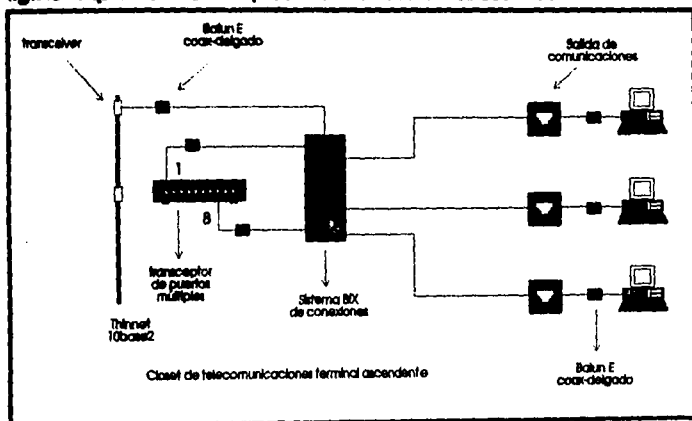 transceiver
Balun E
coax-delgado
Salida de
comunicaciones
1
8
transceptor
de puertos
múltiples
Sistema BIX
de conexiones
Thinnet
10base2
Balun E
coax-delgado
Closet de telecomunicaciones terminal ascendente